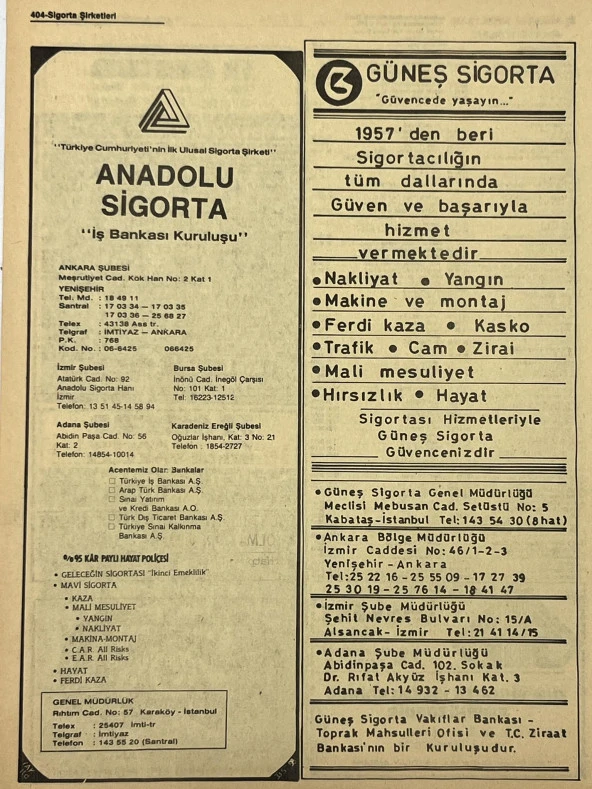 404-Sigorta Şirketleri
"Türkiye Cumhuriyeti'nin İlk Ulusal Sigorta Şirketi"
ANADOLU
SİGORTA
"İş Bankası Kuruluşu"
ANKARA ŞUBESİ
Meşrutiyet Cad. Kök Han No: 2 Kat 1
YENİŞEHİR
Tel. Md. : 18 49 11
Santral : 17 03 34 — 17 03 35
17 03 36 — 25 68 27
Telex : 43138 Ass tr.
Telgraf : İMTİYAZ — ANKARA
P.K. : 768
Kod. No. : 06-6425 066425
İzmir Şubesi
Atatürk Cad. No: 92
Anadolu Sigorta Hanı
İzmir
Telefon: 13 51 45-14 58 94
Bursa Şubesi
İnönü Cad. İnegöl Çarşısı
No: 101 Kat: 1
Tel: 16223-12512
Adana Şubesi
Abidin Paşa Cad. No: 56
Kat: 2
Telefon: 14854-10014
Karadeniz Ereğli Şubesi
Oğuzlar İşhanı, Kat: 3 No: 21
Telefon : 1854-2727
Acentemiz Olan Bankalar
Türkiye İş Bankası A.Ş.
Arap Türk Bankası A.Ş.
Sınai Yatırım
ve Kredi Bankası A.O.
Türk Dış Ticaret Bankası A.Ş.
Türkiye Sınai Kalkınma
Bankası A.Ş.
%95 KÂR PAYLI HAYAT POLİÇESİ
• GELECEĞİN SİGORTASI "İkinci Emeklilik"
• MAVİ SİGORTA
• KAZA
• MALİ MESULİYET
• YANGIN
• NAKLİYAT
• MAKİNA-MONTAJ
• C.A.R. All Risks
• E.A.R. All Risks
• HAYAT
• FERDİ KAZA
GENEL MÜDÜRLÜK
Rıhtım Cad. No: 57 Karaköy - İstanbul
Telex : 25407 İmti-tr
Telgraf : İmtiyaz
Telefon : 143 55 20 (Santral)
GÜNEŞ SİGORTA
"Güvencede yaşayın..."
1957'den beri
Sigortacılığın
tüm dallarında
Güven ve başarıyla
hizmet
vermektedir
• Nakliyat • Yangın
• Makine ve montaj
• Ferdi kaza • Kasko
• Trafik • Cam • Zirai
• Mali mesuliyet
• Hırsızlık • Hayat
Sigortası Hizmetleriyle
Güneş Sigorta
Güvencenizdir
• Güneş Sigorta Genel Müdürlüğü
Meclisi Mebusan Cad. Setüstü No: 5
Kabataş-İstanbul Tel: 143 54 30 (8 hat)
• Ankara Bölge Müdürlüğü
İzmir Caddesi No: 46/1-2-3
Yenişehir - Ankara
Tel: 25 22 16 - 25 55 09 - 17 27 39
25 30 19 - 25 76 14 - 18 41 47
• İzmir Şube Müdürlüğü
Şehit Nevres Bulvarı No: 15/A
Alsancak- İzmir Tel: 21 41 14/15
• Adana Şube Müdürlüğü
Abidinpaşa Cad. 102. Sokak
Dr. Rıfat Akyüz İşhanı Kat. 3
Adana Tel: 14 932 - 13 462
Güneş Sigorta Vakıflar Bankası -
Toprak Mahsulleri Ofisi ve T.C. Ziraat
Bankası'nın bir Kuruluşudur.